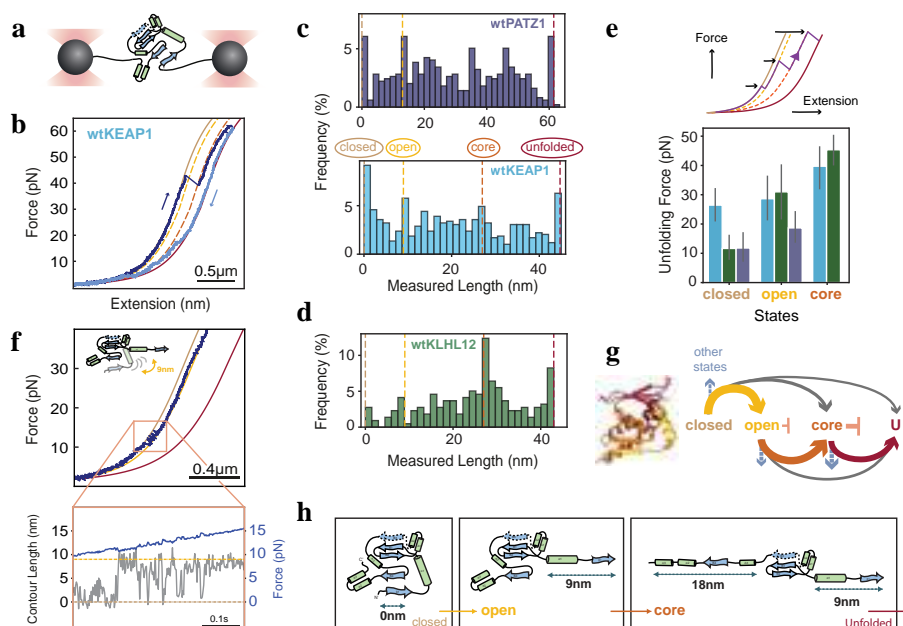 a
b
wtKEAP1
60
50
40
30
20
10
Force (pN)
0.5µm
Extension (nm)
c
wtPATZ1
5
0
0
20
40
60
Frequency (%)
closed
open
core
unfolded
wtKEAP1
5
0
0
10
20
30
40
Measured Length (nm)
d
wtKLHL12
10
5
0
0
10
20
30
40
Frequency (%)
Measured Length (nm)
e
Force
Extension
50
40
30
20
10
0
Unfolding Force (pN)
closed
open
core
States
f
9nm
30
20
10
Force (pN)
0.4µm
15
10
5
0
Contour Length (nm)
15
10
5
0
Force (pN)
0.1s
g
other
states
closed
open
core
U
h
0nm
closed
9nm
open
18nm
9nm
core
Unfolded